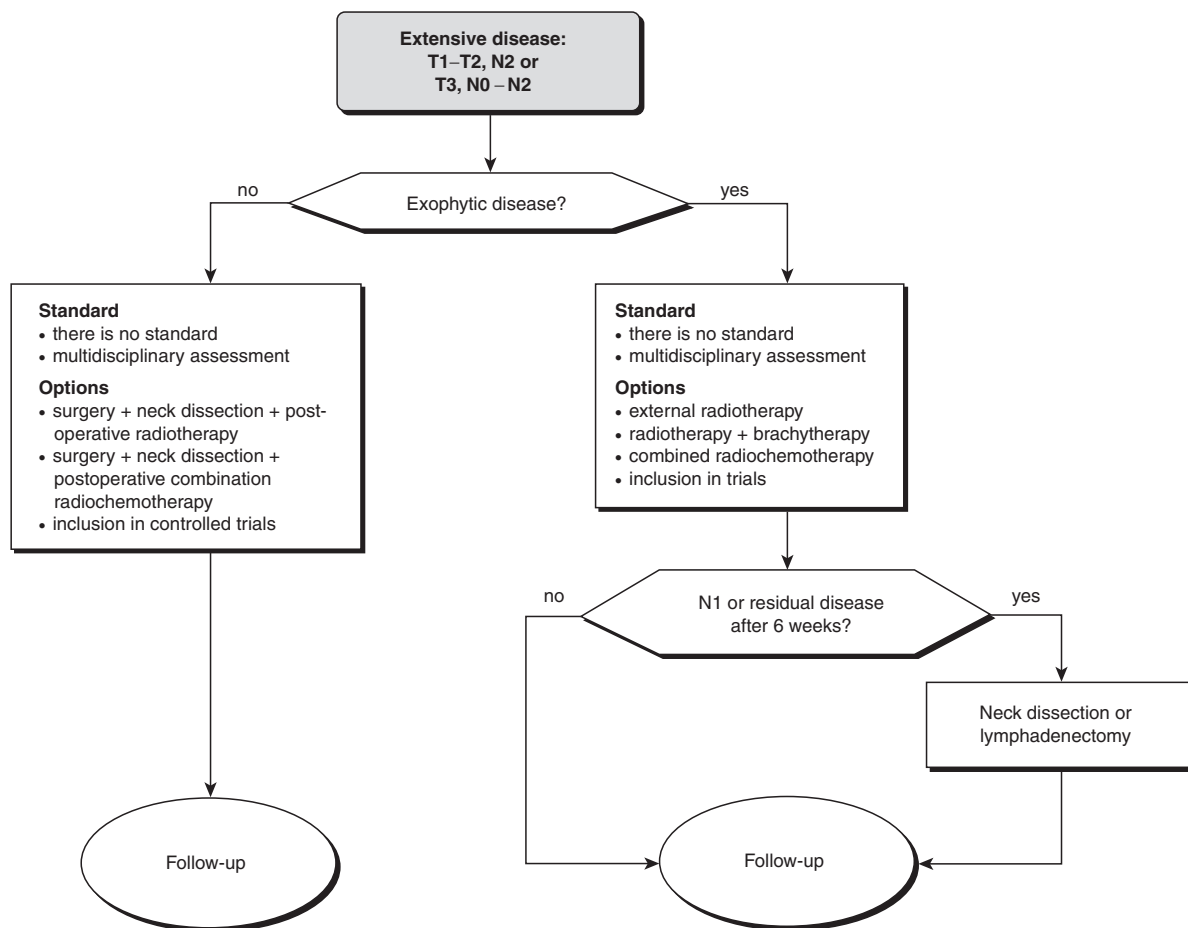 Extensive disease:
T1–T2, N2 or
T3, N0 – N2
Exophytic disease?
no
yes
Standard
• there is no standard
• multidisciplinary assessment
Options
• surgery + neck dissection + post-
operative radiotherapy
• surgery + neck dissection +
postoperative combination
radiochemotherapy
• inclusion in controlled trials
Standard
• there is no standard
• multidisciplinary assessment
Options
• external radiotherapy
• radiotherapy + brachytherapy
• combined radiochemotherapy
• inclusion in trials
N1 or residual disease
after 6 weeks?
no
yes
Neck dissection or
lymphadenectomy
Follow-up
Follow-up